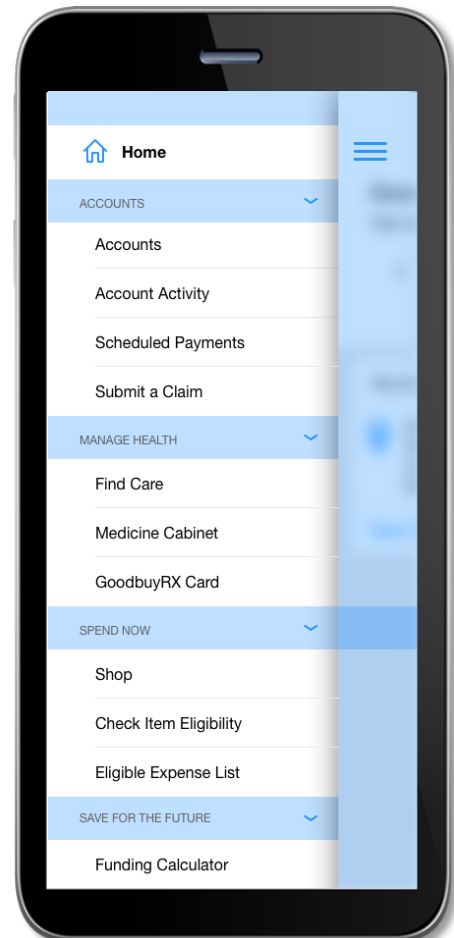 Home
ACCOUNTS
Accounts
Account Activity
Scheduled Payments
Submit a Claim
MANAGE HEALTH
Find Care
Medicine Cabinet
GoodbuyRX Card
SPEND NOW
Shop
Check Item Eligibility
Eligible Expense List
SAVE FOR THE FUTURE
Funding Calculator